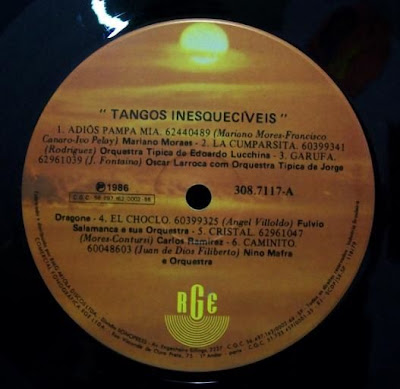 " TANGOS INESQUECÍVEIS "
1. ADIÓS PAMPA MIA. 62440489 (Mariano Mores-Francisco
Canaro-Ivo Pelay) Mariano Moraes - 2. LA CUMPARSITA. 60399341
(Rodriguez) Orquestra Típica de Edoardo Lucchina - 3. GARUFA.
62961039 (J. Fontaino) Oscar Larroca com Orquestra Típica de Jorge
℗ 1986
308.7117-A
Dragone - 4. EL CHOCLO. 60399325 (Angel Villoldo) Fulvio
Salamanca e sua Orquestra - 5. CRISTAL. 62961047
(Mores-Contursi) Carlos Ramirez - 6. CAMINITO.
60048603 (Juan de Dios Filiberto) Nino Mafra
e Orquestra
RGE